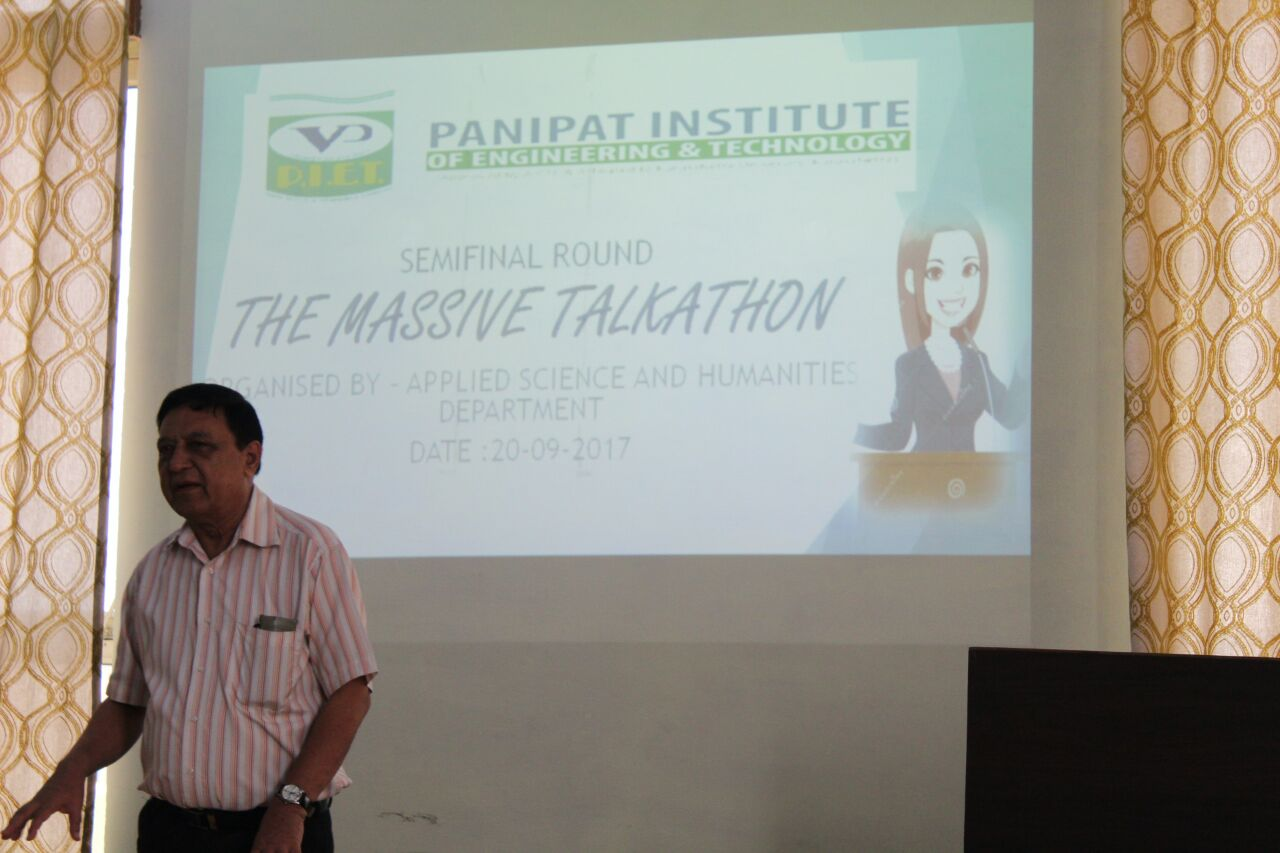 VP
P.I.E.T.
PANIPAT INSTITUTE
OF ENGINEERING & TECHNOLOGY
SEMIFINAL ROUND
THE MASSIVE TALKATHON
ORGANISED BY - APPLIED SCIENCE AND HUMANITIES
DEPARTMENT
DATE :20-09-2017